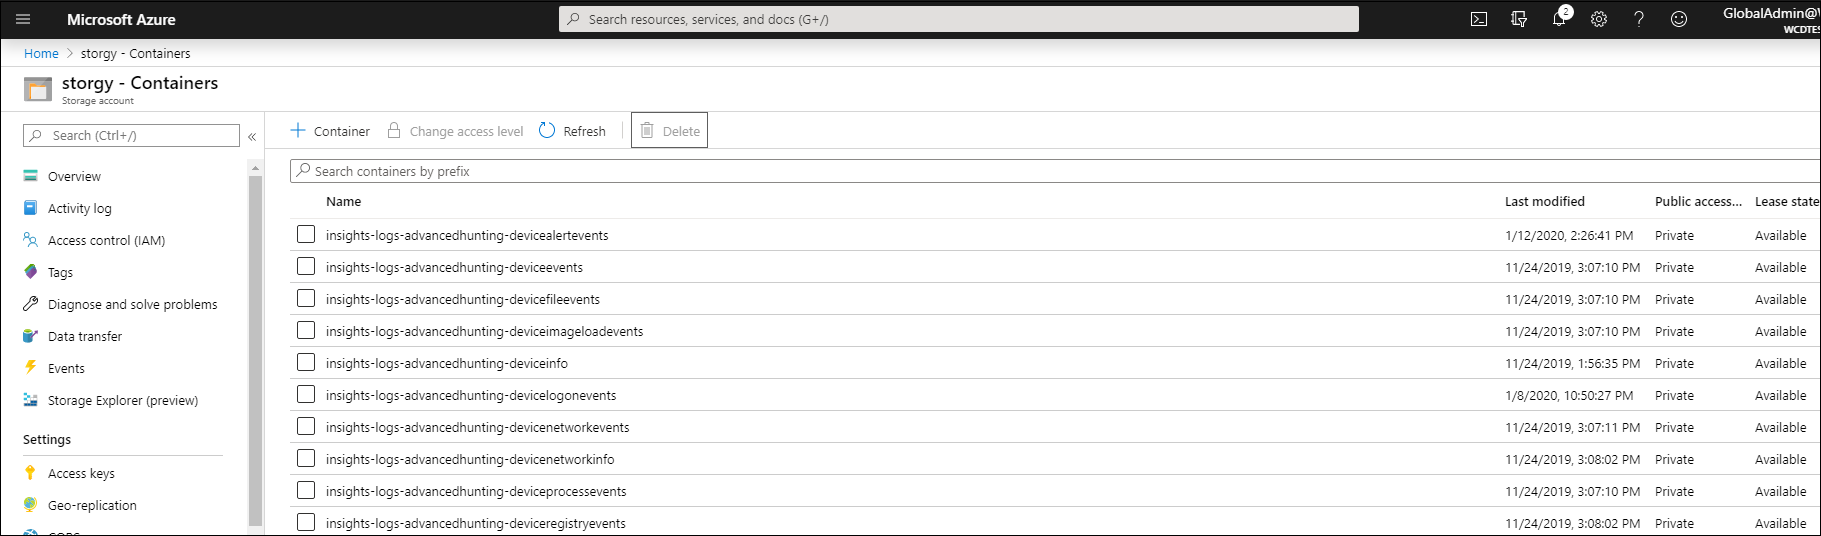 Microsoft Azure
Search resources, services, and docs (G+/)
2
GlobalAdmin@
WCDTES
Home > storgy - Containers
storgy - Containers
Storage account
Search (Ctrl+/)
«
Container
Change access level
Refresh
Delete
Overview
Activity log
Access control (IAM)
Tags
Diagnose and solve problems
Data transfer
Events
Storage Explorer (preview)
Settings
Access keys
Geo-replication
Search containers by prefix
Name Last modified Public access... Lease state
insights-logs-advancedhunting-devicealertevents 1/12/2020, 2:26:41 PM Private Available
insights-logs-advancedhunting-deviceevents 11/24/2019, 3:07:10 PM Private Available
insights-logs-advancedhunting-devicefileevents 11/24/2019, 3:07:10 PM Private Available
insights-logs-advancedhunting-deviceimageloadevents 11/24/2019, 3:07:10 PM Private Available
insights-logs-advancedhunting-deviceinfo 11/24/2019, 1:56:35 PM Private Available
insights-logs-advancedhunting-devicelogonevents 1/8/2020, 10:50:27 PM Private Available
insights-logs-advancedhunting-devicenetworkevents 11/24/2019, 3:07:11 PM Private Available
insights-logs-advancedhunting-devicenetworkinfo 11/24/2019, 3:08:02 PM Private Available
insights-logs-advancedhunting-deviceprocessevents 11/24/2019, 3:07:10 PM Private Available
insights-logs-advancedhunting-deviceregistryevents 11/24/2019, 3:08:02 PM Private Available